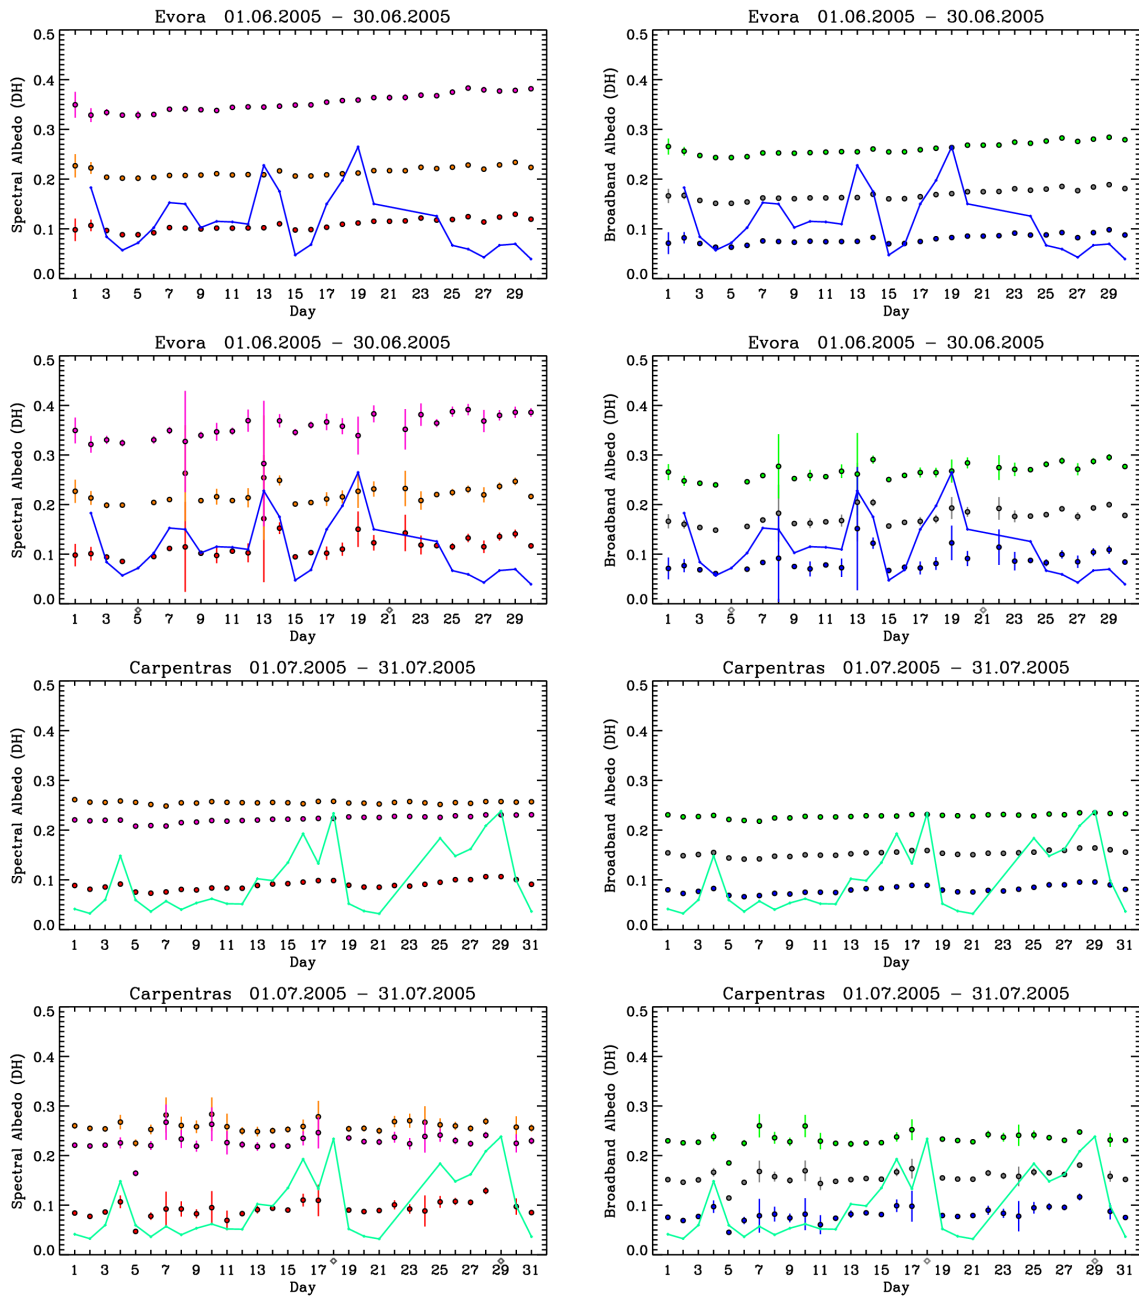 Evora 01.06.2005 – 30.06.2005
Spectral Albedo (DH)
0.5
0.4
0.3
0.2
0.1
0.0
1 3 5 7 9 11 13 15 17 19 21 23 25 27 29
Day
Evora 01.06.2005 – 30.06.2005
Broadband Albedo (DH)
0.5
0.4
0.3
0.2
0.1
0.0
1 3 5 7 9 11 13 15 17 19 21 23 25 27 29
Day
Evora 01.06.2005 – 30.06.2005
Spectral Albedo (DH)
0.5
0.4
0.3
0.2
0.1
0.0
1 3 5 7 9 11 13 15 17 19 21 23 25 27 29
Day
Evora 01.06.2005 – 30.06.2005
Broadband Albedo (DH)
0.5
0.4
0.3
0.2
0.1
0.0
1 3 5 7 9 11 13 15 17 19 21 23 25 27 29
Day
Carpentras 01.07.2005 – 31.07.2005
Spectral Albedo (DH)
0.5
0.4
0.3
0.2
0.1
0.0
1 3 5 7 9 11 13 15 17 19 21 23 25 27 29 31
Day
Carpentras 01.07.2005 – 31.07.2005
Broadband Albedo (DH)
0.5
0.4
0.3
0.2
0.1
0.0
1 3 5 7 9 11 13 15 17 19 21 23 25 27 29 31
Day
Carpentras 01.07.2005 – 31.07.2005
Spectral Albedo (DH)
0.5
0.4
0.3
0.2
0.1
0.0
1 3 5 7 9 11 13 15 17 19 21 23 25 27 29 31
Day
Carpentras 01.07.2005 – 31.07.2005
Broadband Albedo (DH)
0.5
0.4
0.3
0.2
0.1
0.0
1 3 5 7 9 11 13 15 17 19 21 23 25 27 29 31
Day